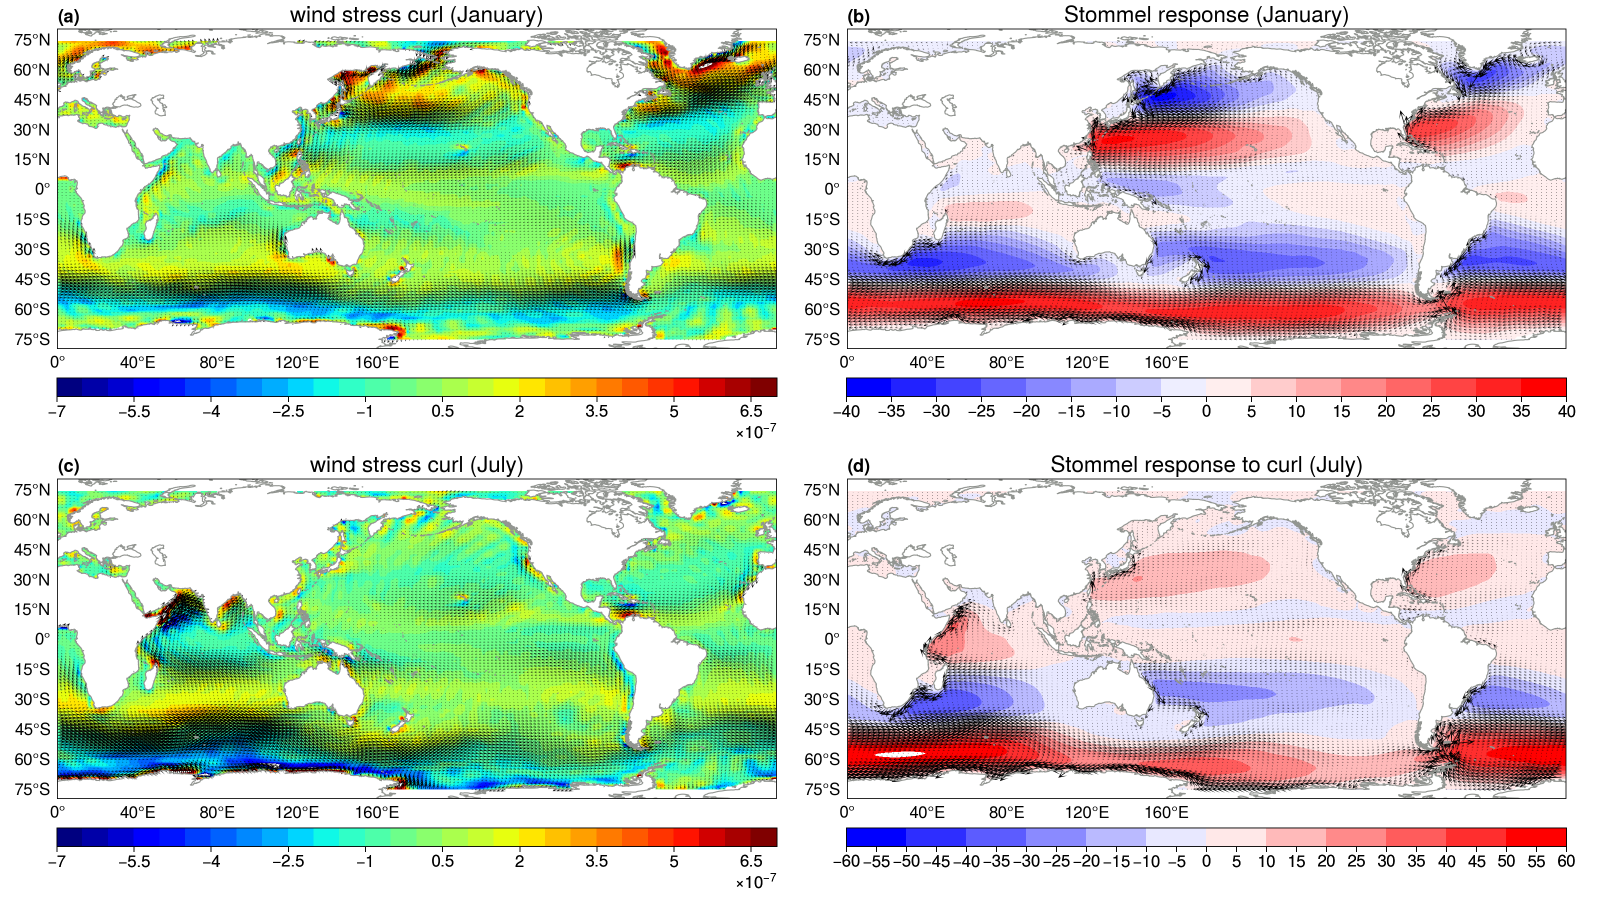 (a) wind stress curl (January)
75°N
60°N
45°N
30°N
15°N
0°
15°S
30°S
45°S
60°S
75°S
0° 40°E 80°E 120°E 160°E
−7 −5.5 −4 −2.5 −1 0.5 2 3.5 5 6.5
×10⁻⁷
(b) Stommel response (January)
75°N
60°N
45°N
30°N
15°N
0°
15°S
30°S
45°S
60°S
75°S
0° 40°E 80°E 120°E 160°E
−40 −35 −30 −25 −20 −15 −10 −5 0 5 10 15 20 25 30 35 40
(c) wind stress curl (July)
75°N
60°N
45°N
30°N
15°N
0°
15°S
30°S
45°S
60°S
75°S
0° 40°E 80°E 120°E 160°E
−7 −5.5 −4 −2.5 −1 0.5 2 3.5 5 6.5
×10⁻⁷
(d) Stommel response to curl (July)
75°N
60°N
45°N
30°N
15°N
0°
15°S
30°S
45°S
60°S
75°S
0° 40°E 80°E 120°E 160°E
−60 −55 −50 −45 −40 −35 −30 −25 −20 −15 −10 −5 0 5 10 15 20 25 30 35 40 45 50 55 60